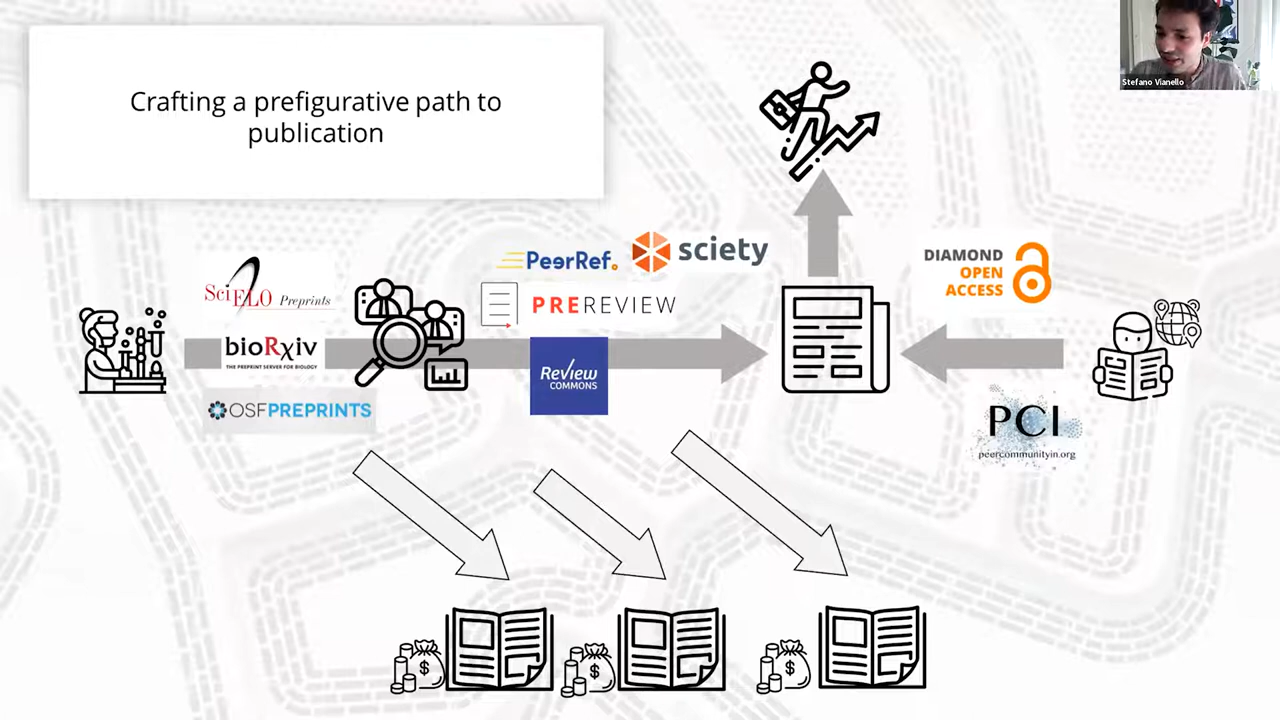 Crafting a prefigurative path to
publication
Stefano Vianello
SciELO Preprints
bioRxiv
THE PREPRINT SERVER FOR BIOLOGY
OSFPREPRINTS
PeerRef.
sciety
PREREVIEW
Review
COMMONS
DIAMOND
OPEN
ACCESS
PCI
peercommunityin.org
$
$
$